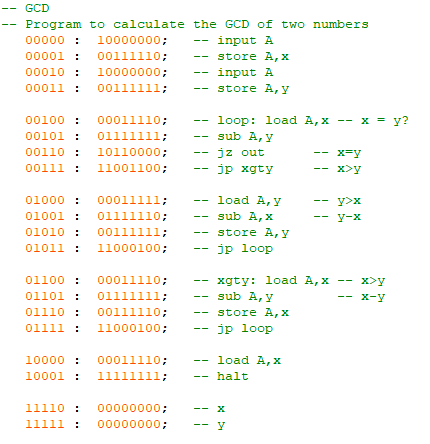 -- GCD
-- Program to calculate the GCD of two numbers
00000 : 10000000; -- input A
00001 : 00111110; -- store A,x
00010 : 10000000; -- input A
00011 : 00111111; -- store A,y
00100 : 00011110; -- loop: load A,x -- x = y?
00101 : 01111111; -- sub A,y
00110 : 10110000; -- jz out -- x=y
00111 : 11001100; -- jp xgty -- x>y
01000 : 00011111; -- load A,y -- y>x
01001 : 01111110; -- sub A,x -- y-x
01010 : 00111111; -- store A,y
01011 : 11000100; -- jp loop
01100 : 00011110; -- xgty: load A,x -- x>y
01101 : 01111111; -- sub A,y -- x-y
01110 : 00111110; -- store A,x
01111 : 11000100; -- jp loop
10000 : 00011110; -- load A,x
10001 : 11111111; -- halt
11110 : 00000000; -- x
11111 : 00000000; -- y